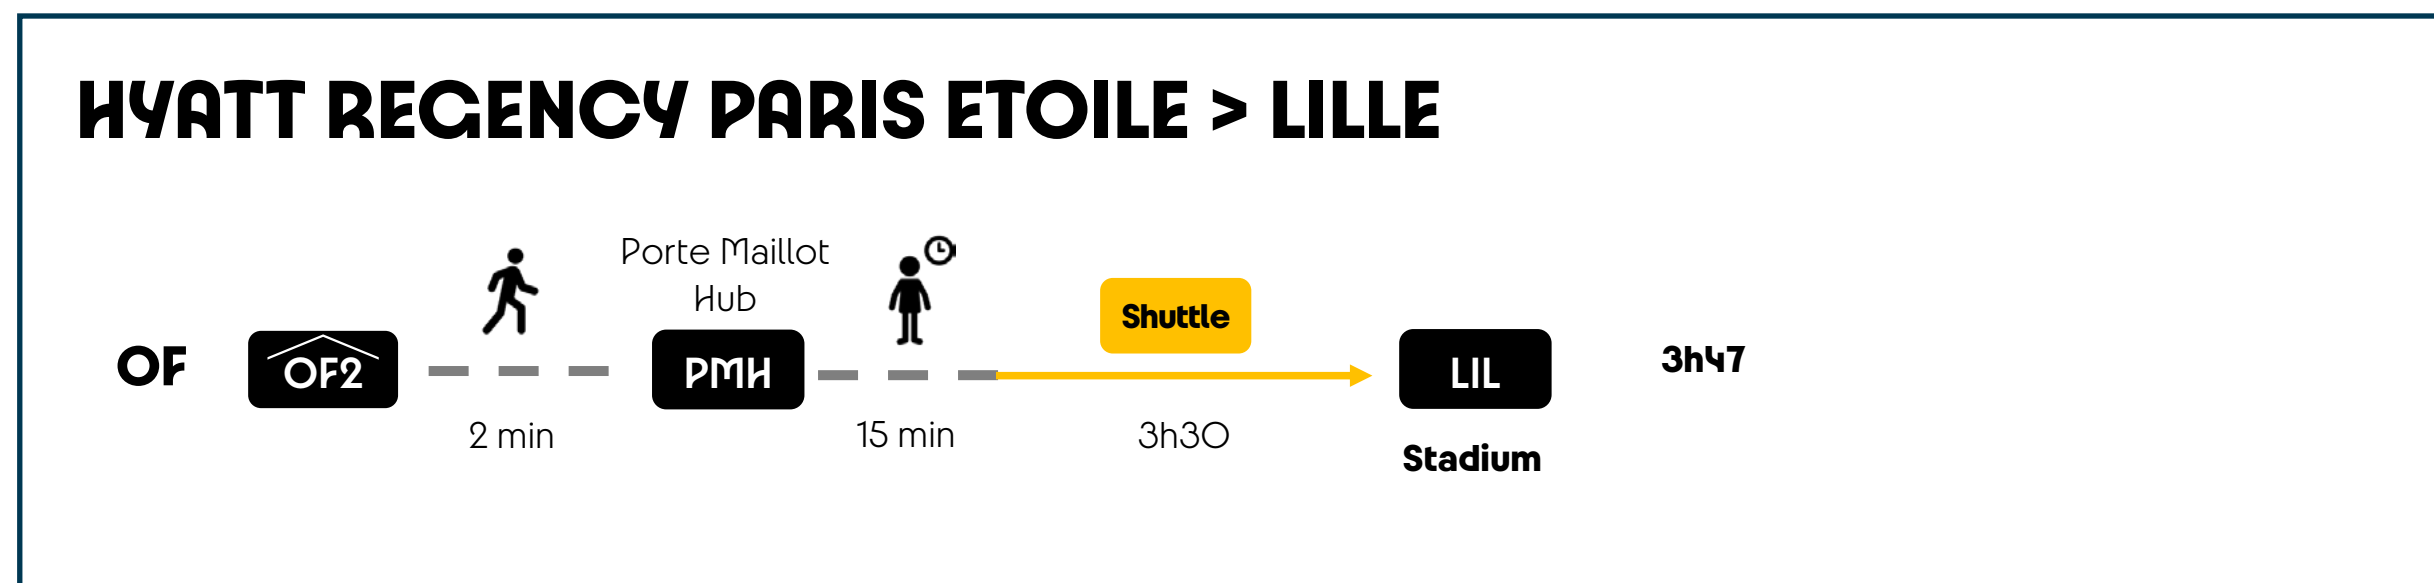 HYATT REGENCY PARIS ETOILE > LILLE
Porte Maillot
Hub
Shuttle
OF
OF2
PMH
LIL
3h47
2 min
15 min
3h30
Stadium